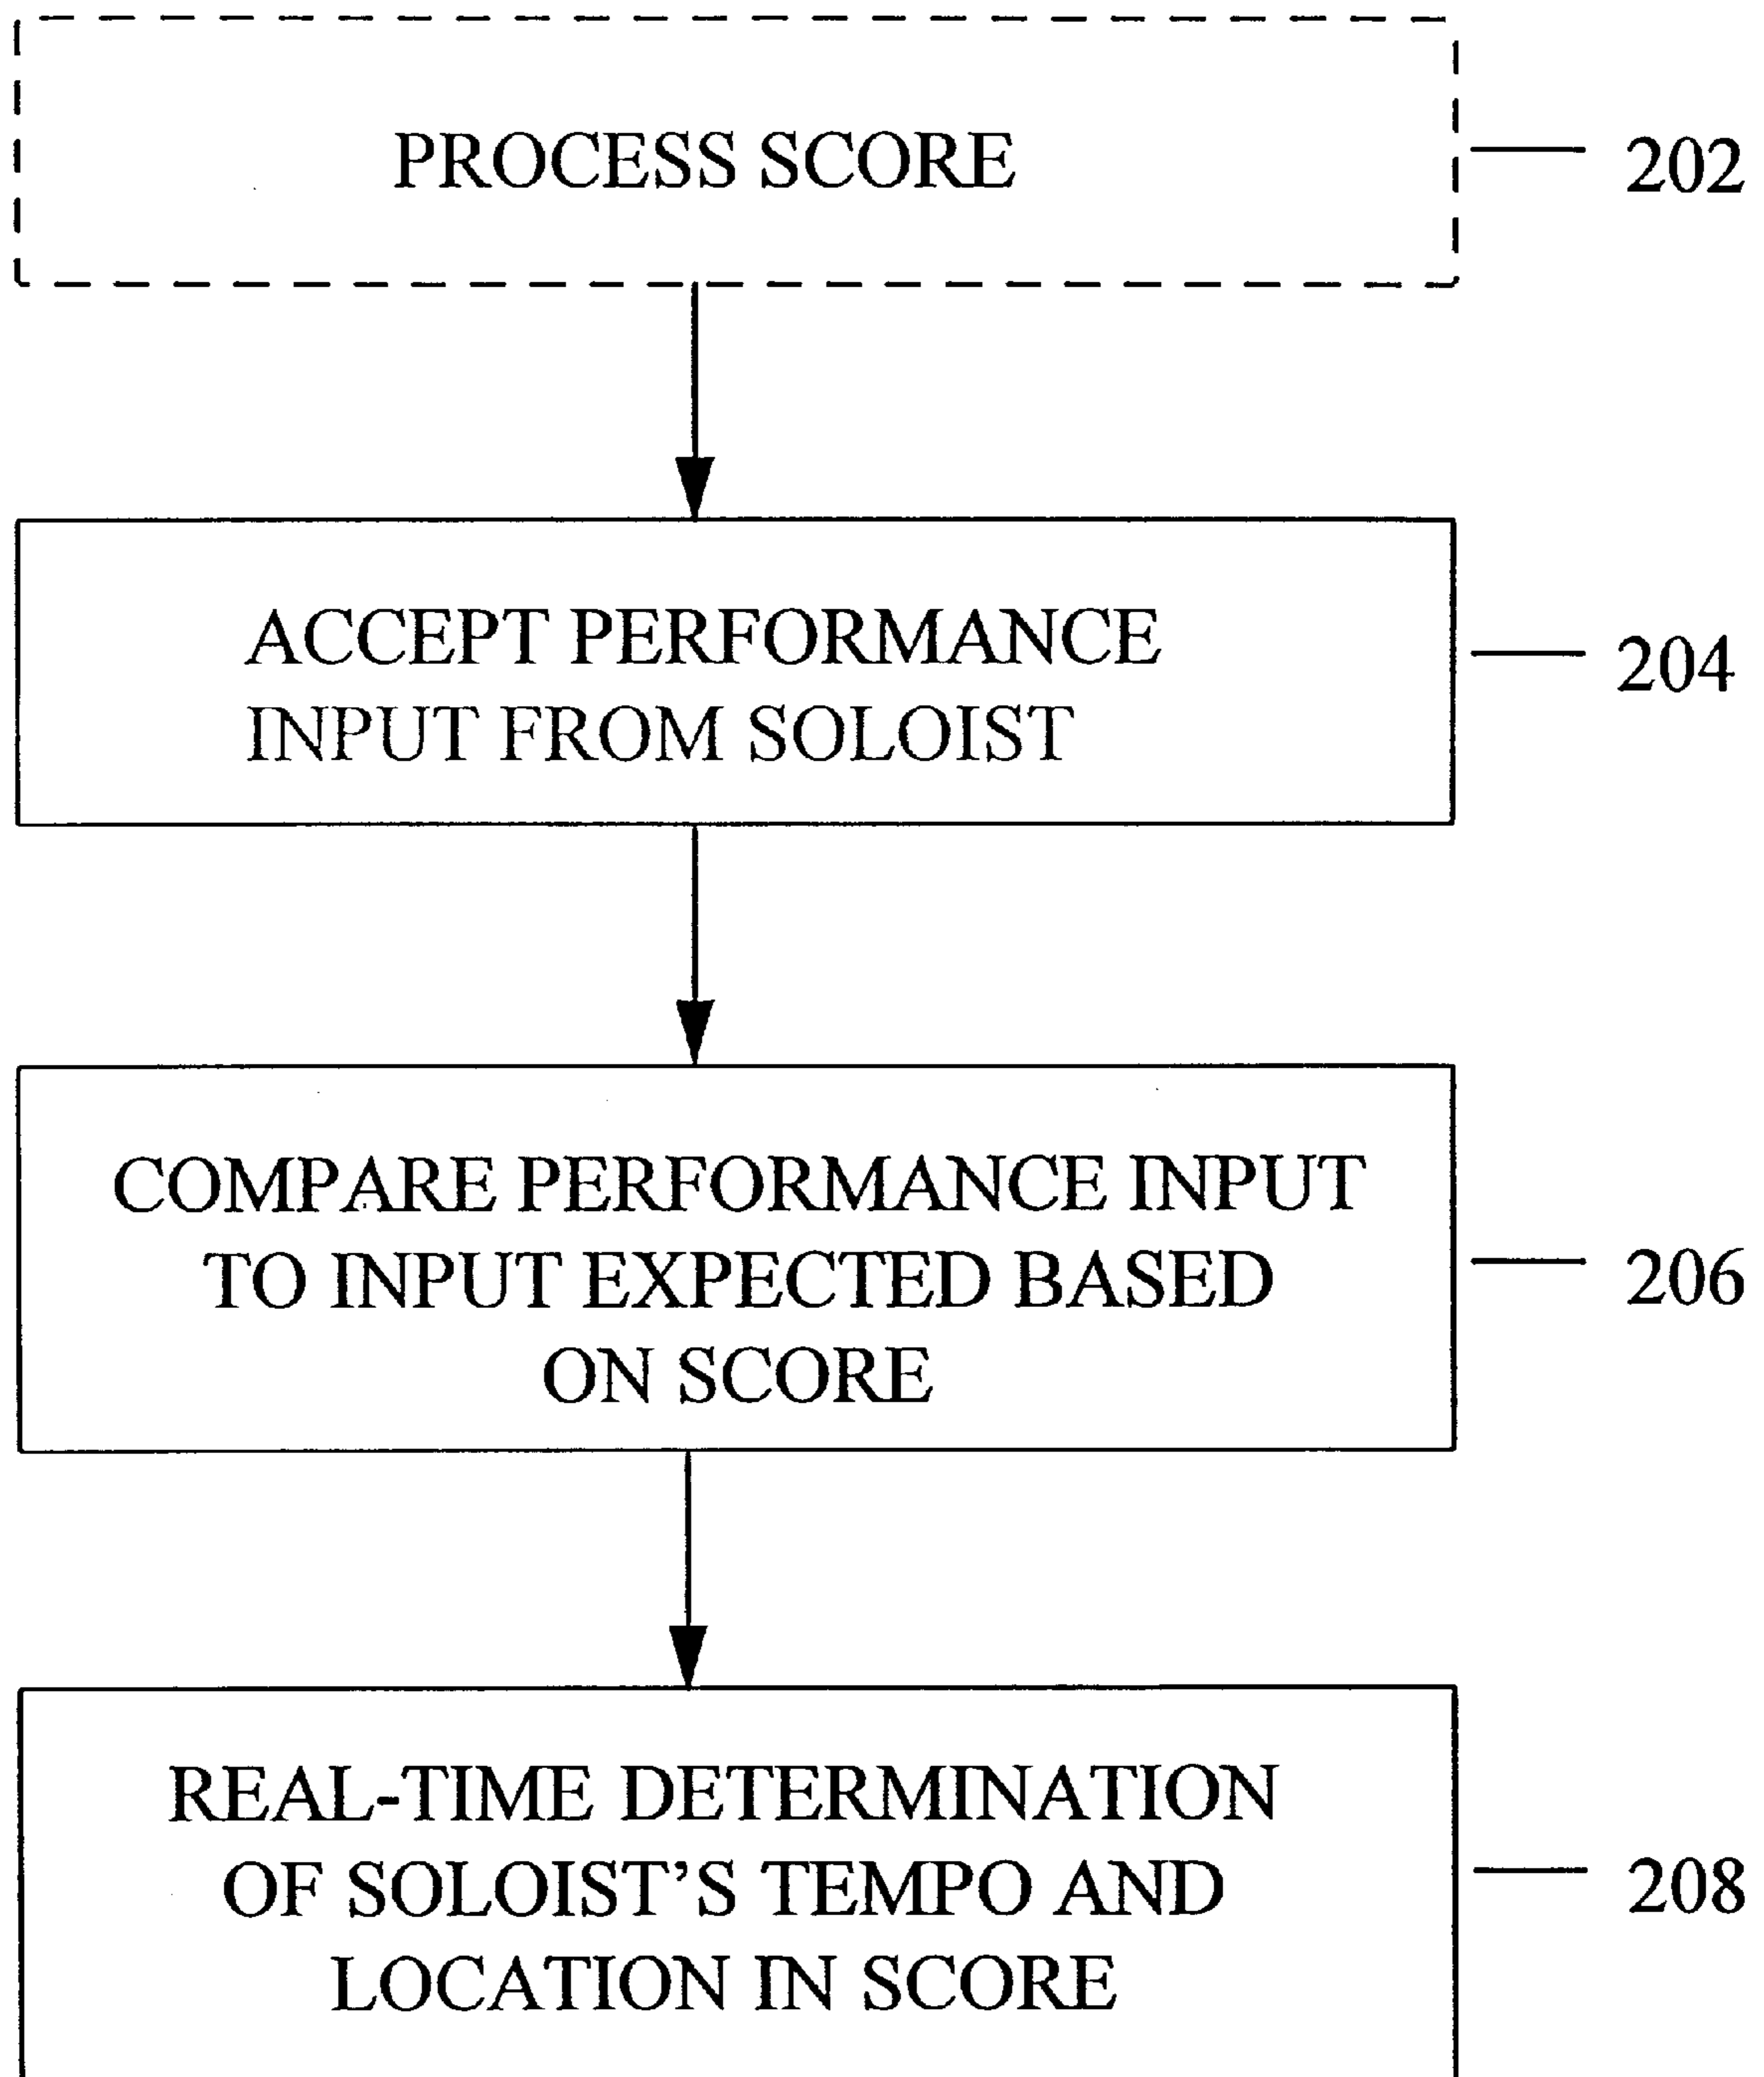 PROCESS SCORE
202
ACCEPT PERFORMANCE
INPUT FROM SOLOIST
204
COMPARE PERFORMANCE INPUT
TO INPUT EXPECTED BASED
ON SCORE
206
REAL-TIME DETERMINATION
OF SOLOIST'S TEMPO AND
LOCATION IN SCORE
208